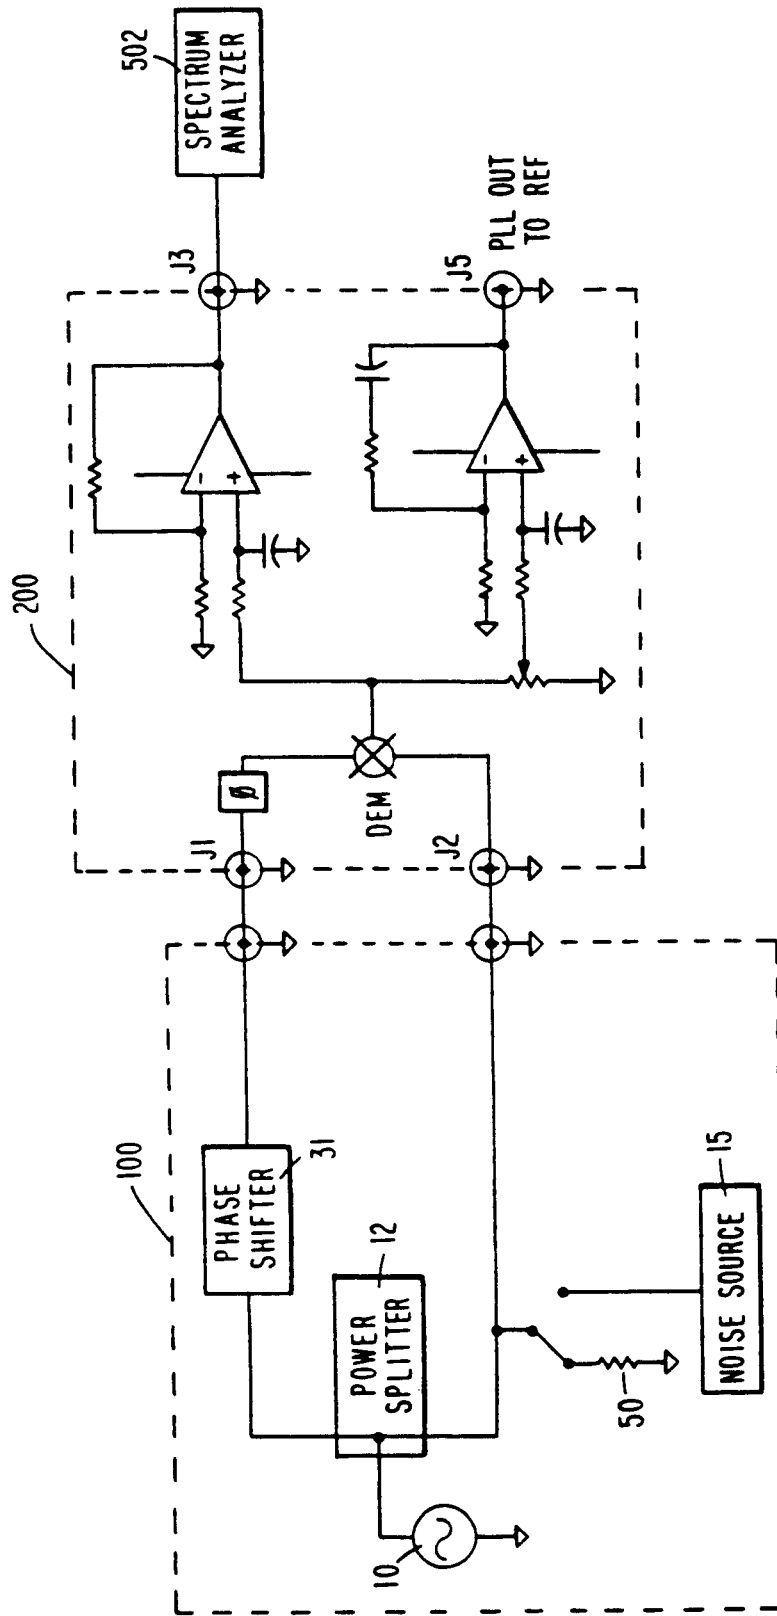 502
SPECTRUM
ANALYZER
J3
PLL OUT
TO REF
J5
200
-
+
-
+
Ø
DEM
J1
J2
100
PHASE
SHIFTER
31
POWER
SPLITTER
12
15
NOISE SOURCE
50
10